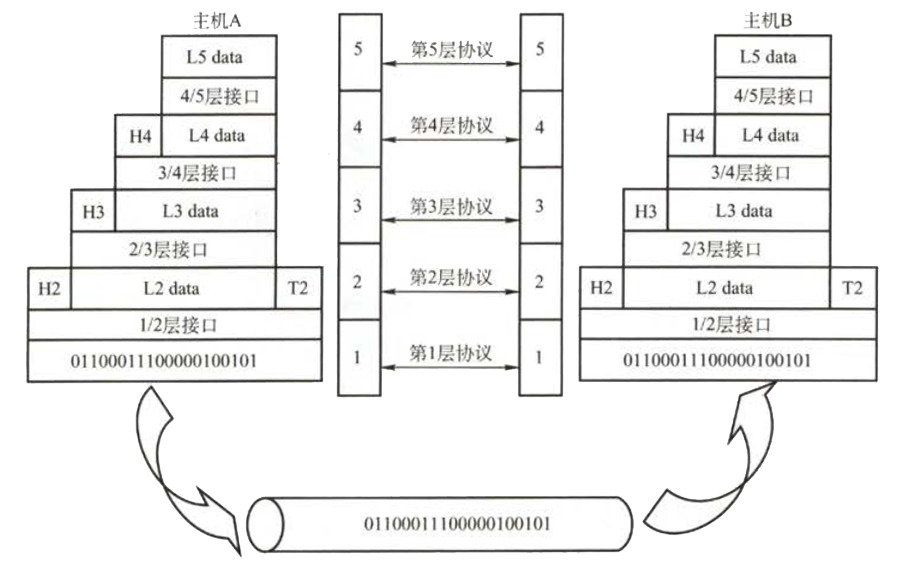 主机A
L5 data
4/5层接口
H4 L4 data
3/4层接口
H3 L3 data
2/3层接口
H2 L2 data T2
1/2层接口
01100011100000100101
5 第5层协议 5
4 第4层协议 4
3 第3层协议 3
2 第2层协议 2
1 第1层协议 1
主机B
L5 data
4/5层接口
H4 L4 data
3/4层接口
H3 L3 data
2/3层接口
H2 L2 data T2
1/2层接口
01100011100000100101
01100011100000100101